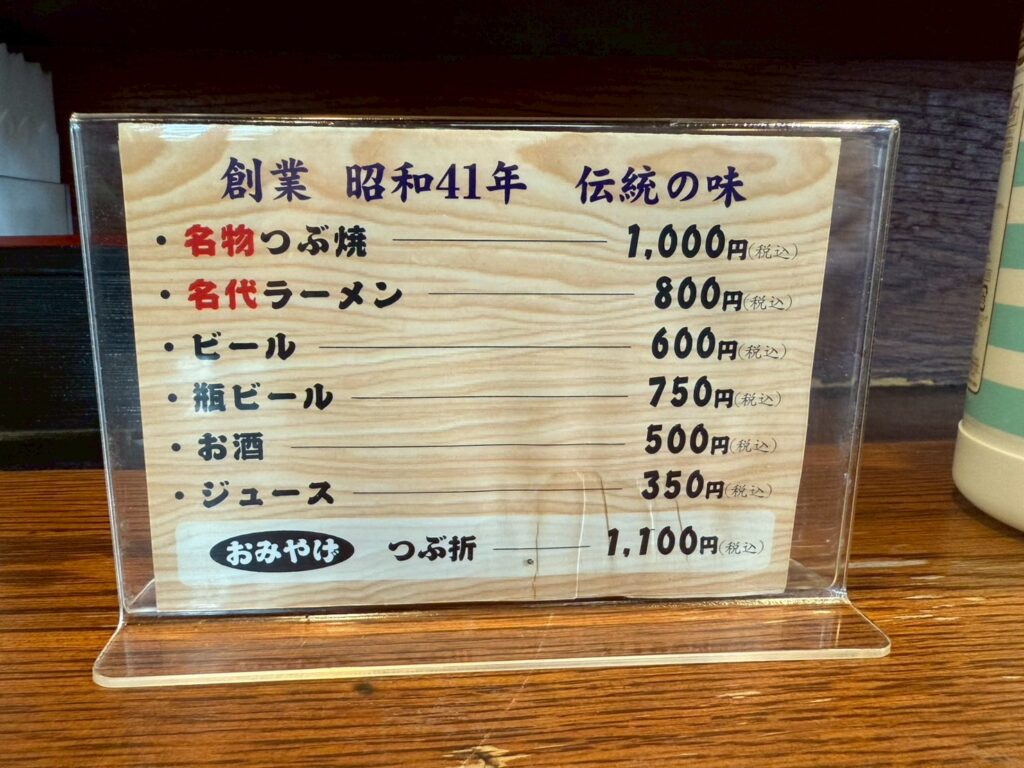 創業 昭和41年 伝統の味
・名物つぶ焼 1,000円(税込)
・名代ラーメン 800円(税込)
・ビール 600円(税込)
・瓶ビール 750円(税込)
・お酒 500円(税込)
・ジュース 350円(税込)
おみやげ つぶ折 1,100円(税込)